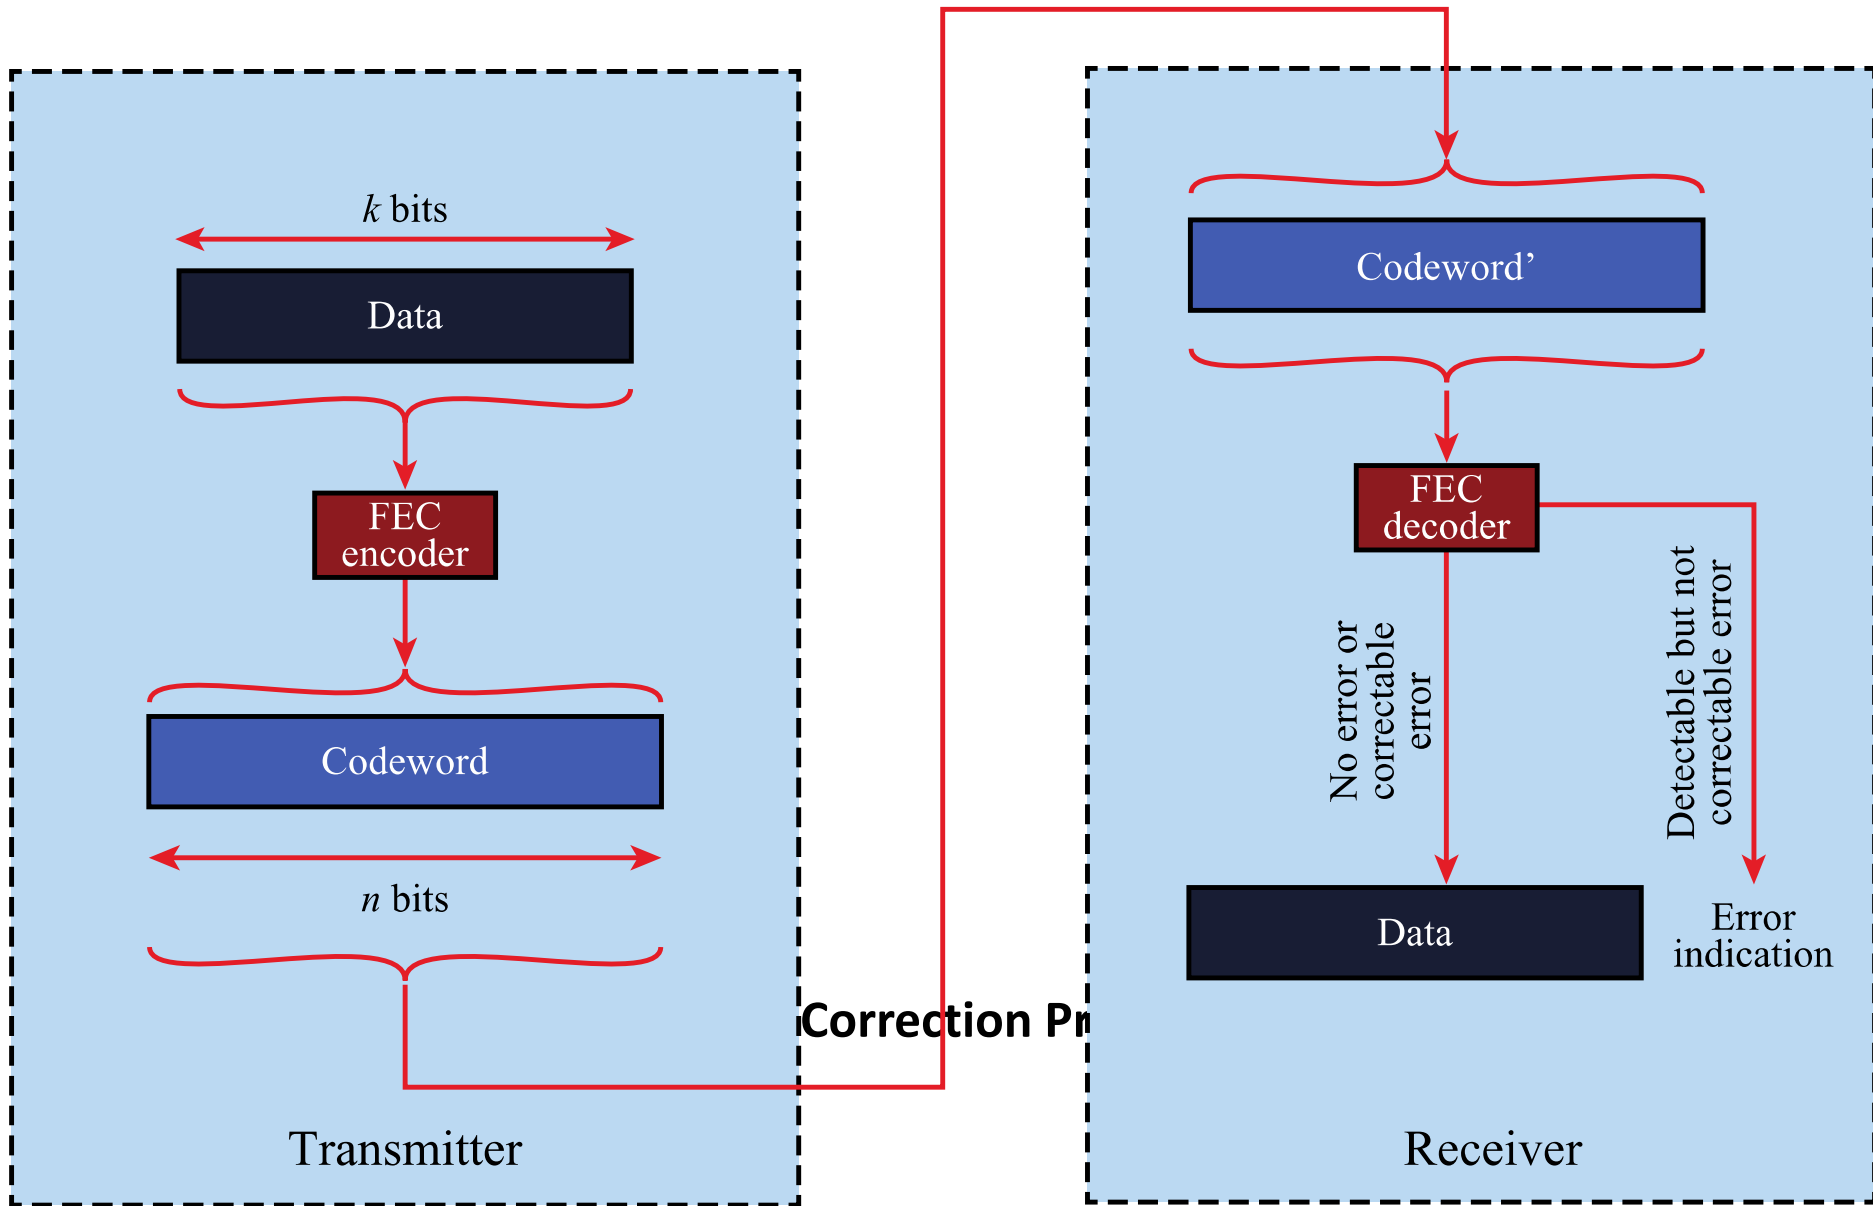 k bits
Data
FEC
encoder
Codeword
n bits
Transmitter
Correction Pr
Codeword’
FEC
decoder
No error or
correctable
error
Detectable but not
correctable error
Data
Error
indication
Receiver